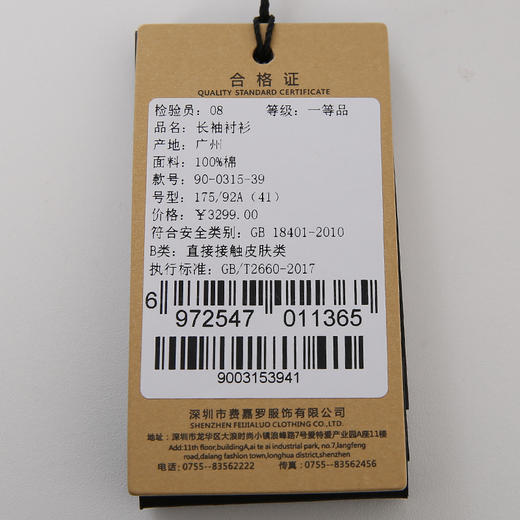 合格证
QUALITY STANDARD CERTIFICATE
检验员: 08 等级: 一等品
品名: 长袖衬衫
产地: 广州
面料: 100%棉
款号: 90-0315-39
号型: 175/92A (41)
价格: ￥3299.00
符合安全类别: GB 18401-2010
B类: 直接接触皮肤类
执行标准: GB/T2660-2017
6 972547 011365
9003153941
深圳市费嘉罗服饰有限公司
SHENZHEN FEIJIALUO CLOTHING CO., LTD
地址: 深圳市龙华区大浪时尚小镇浪峰路7号爱特爱产业园A座11楼
Add:11th floor,buildingA,ai te ai industrial park,no.7,langfeng
road,dalang fashion town,longhua district,shenzhen
电话: 0755--83562222 传真: 0755--83562456